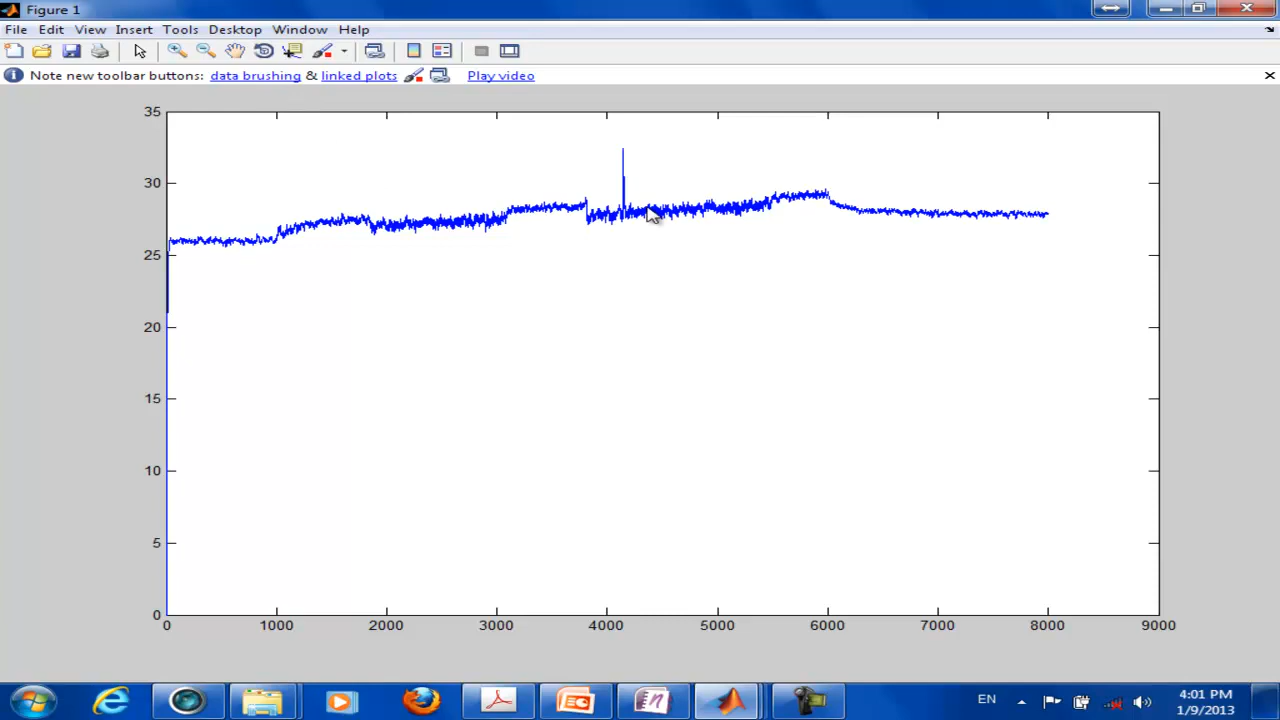 Figure 1
File Edit View Insert Tools Desktop Window Help
Note new toolbar buttons: data brushing & linked plots Play video
35
30
25
20
15
10
5
0
0 1000 2000 3000 4000 5000 6000 7000 8000 9000
EN
4:01 PM
1/9/2013